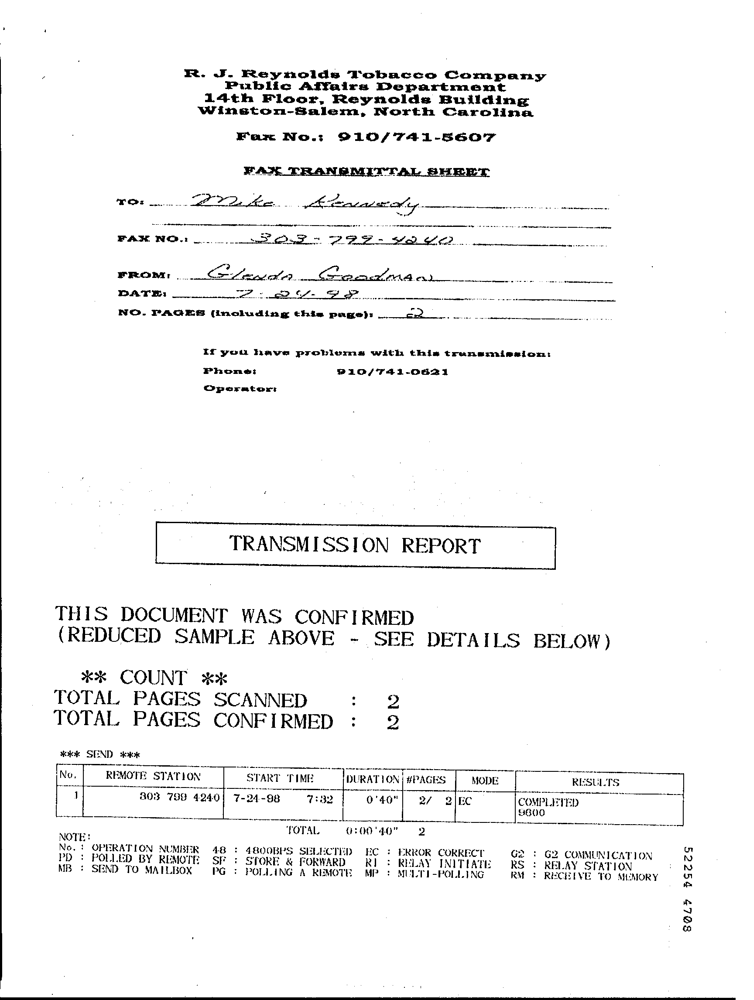 R. J. Reynolds Tobacco Company
Public Affairs Department
14th Floor, Reynolds Building
Winston-Salem, North Carolina
Fax No.: 910/741-5607
FAX TRANSMITTAL SHEET
TO: Mike Kennedy
FAX NO.: 303-799-4240
FROM: Glenda Goodman
DATE: 7-24-98
NO. PAGES (including this page): 2
If you have problems with this transmission:
Phone: 910/741-0621
Operator:
TRANSMISSION REPORT
THIS DOCUMENT WAS CONFIRMED
(REDUCED SAMPLE ABOVE - SEE DETAILS BELOW)
** COUNT **
TOTAL PAGES SCANNED : 2
TOTAL PAGES CONFIRMED : 2
*** SEND ***
No. REMOTE STATION START TIME DURATION #PAGES MODE RESULTS
1 303 799 4240 7-24-98 7:32 0'40" 2/ 2 EC COMPLETED
9600
TOTAL 0:00'40" 2
NOTE:
No. : OPERATION NUMBER 48 : 4800BPS SELECTED EC : ERROR CORRECT G2 : G2 COMMUNICATION
PD : POLLED BY REMOTE SF : STORE & FORWARD RI : RELAY INITIATE RS : RELAY STATION
MB : SEND TO MAILBOX PG : POLLING A REMOTE MP : MULTI-POLLING RM : RECEIVE TO MEMORY
52254 4708